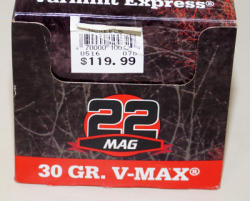 Varmint Express®
$119.99
22
MAG
30 GR. V-MAX®